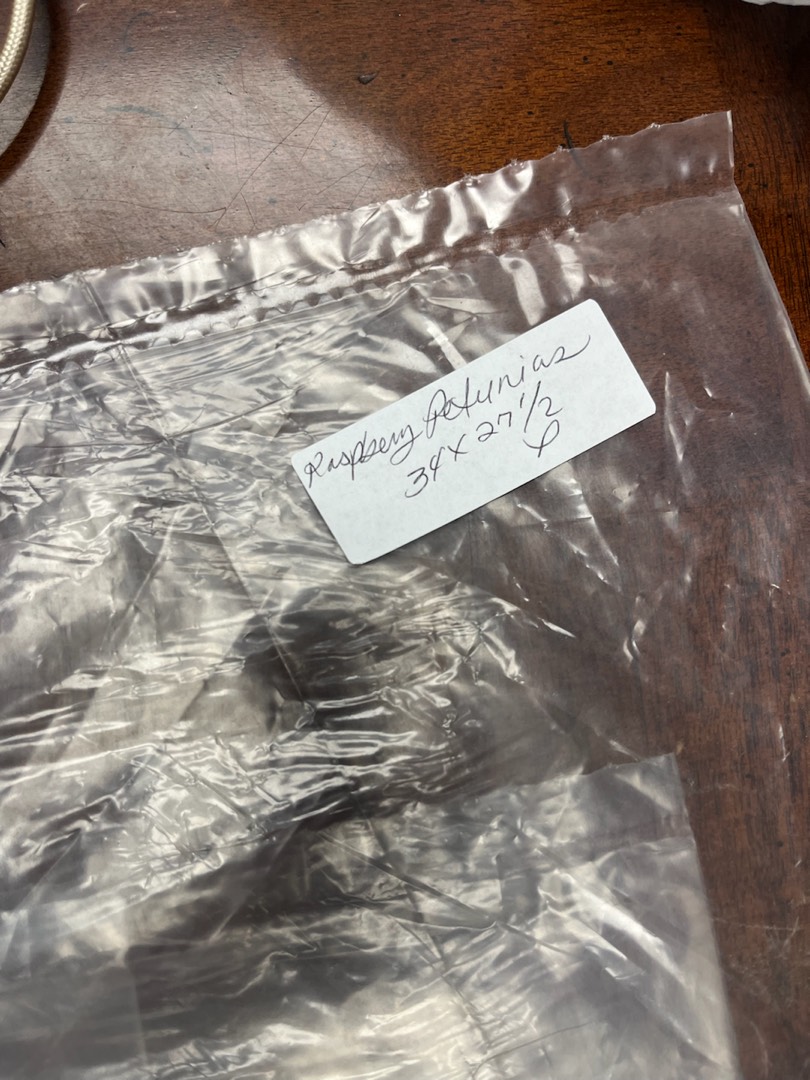 Raspberry Petunias
34 x 27 1/2